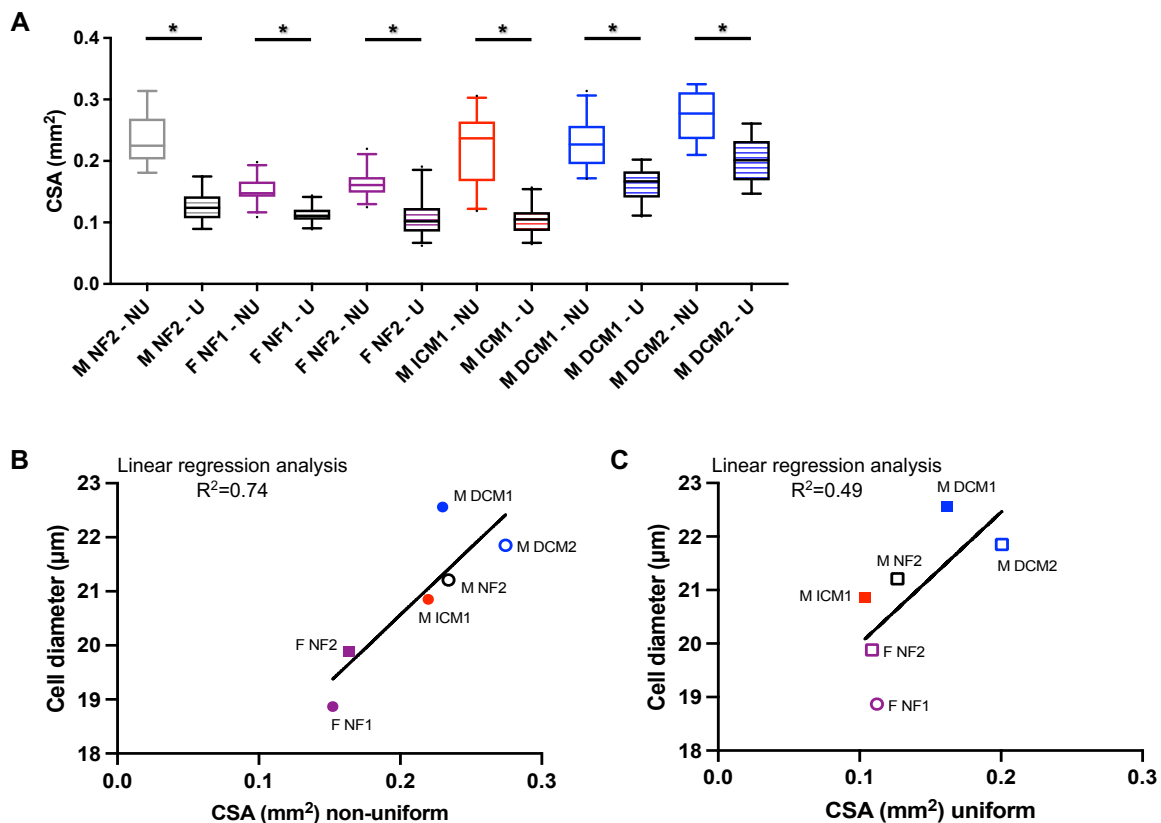 A
* * * * * *
CSA (mm²)
0.4
0.3
0.2
0.1
0.0
M NF2 - NU
M NF2 - U
F NF1 - NU
F NF1 - U
F NF2 - NU
F NF2 - U
M ICM1 - NU
M ICM1 - U
M DCM1 - NU
M DCM1 - U
M DCM2 - NU
M DCM2 - U
B
Linear regression analysis
R²=0.74
Cell diameter (µm)
23
22
21
20
19
18
M DCM1
M DCM2
M NF2
M ICM1
F NF2
F NF1
0.0 0.1 0.2 0.3
CSA (mm²) non-uniform
C
Linear regression analysis
R²=0.49
Cell diameter (µm)
23
22
21
20
19
18
M DCM1
M NF2
M DCM2
M ICM1
F NF2
F NF1
0.0 0.1 0.2 0.3
CSA (mm²) uniform